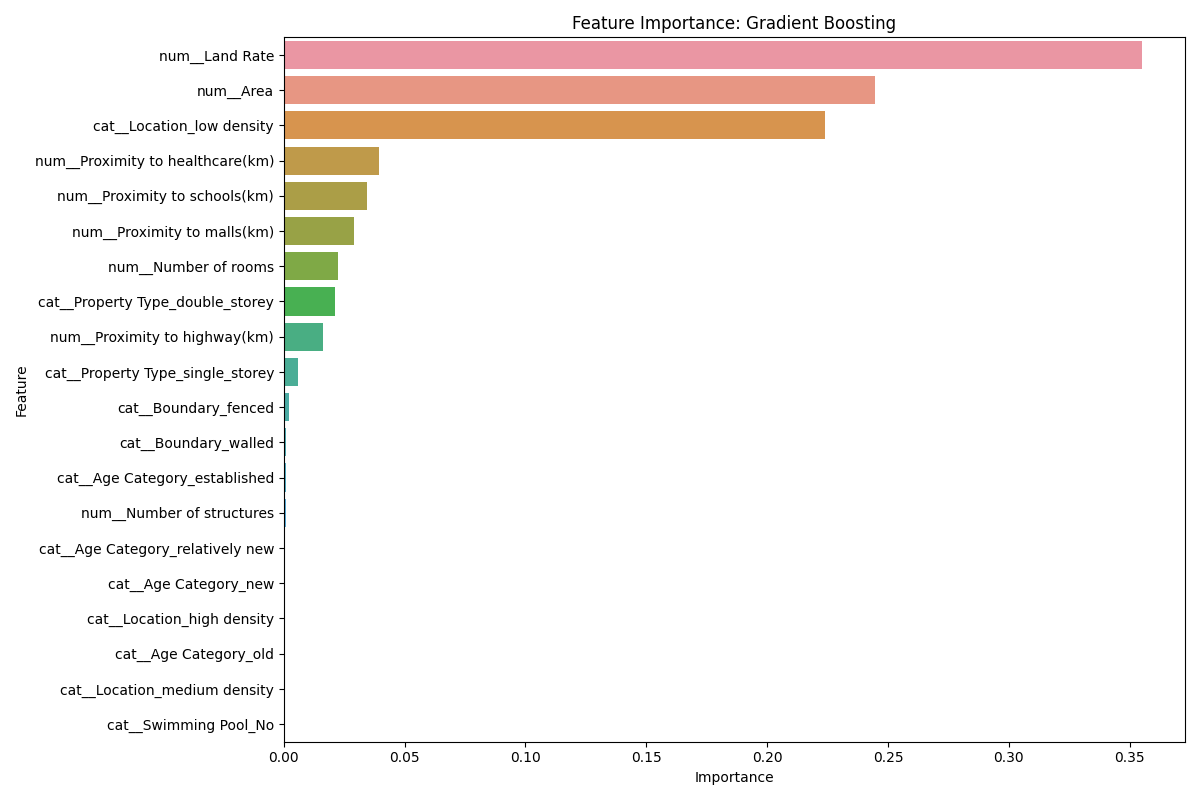 Feature Importance: Gradient Boosting
num__Land Rate
num__Area
cat__Location_low density
num__Proximity to healthcare(km)
num__Proximity to schools(km)
num__Proximity to malls(km)
num__Number of rooms
cat__Property Type_double_storey
num__Proximity to highway(km)
cat__Property Type_single_storey
cat__Boundary_fenced
cat__Boundary_walled
cat__Age Category_established
num__Number of structures
cat__Age Category_relatively new
cat__Age Category_new
cat__Location_high density
cat__Age Category_old
cat__Location_medium density
cat__Swimming Pool_No
Feature
0.00 0.05 0.10 0.15 0.20 0.25 0.30 0.35
Importance